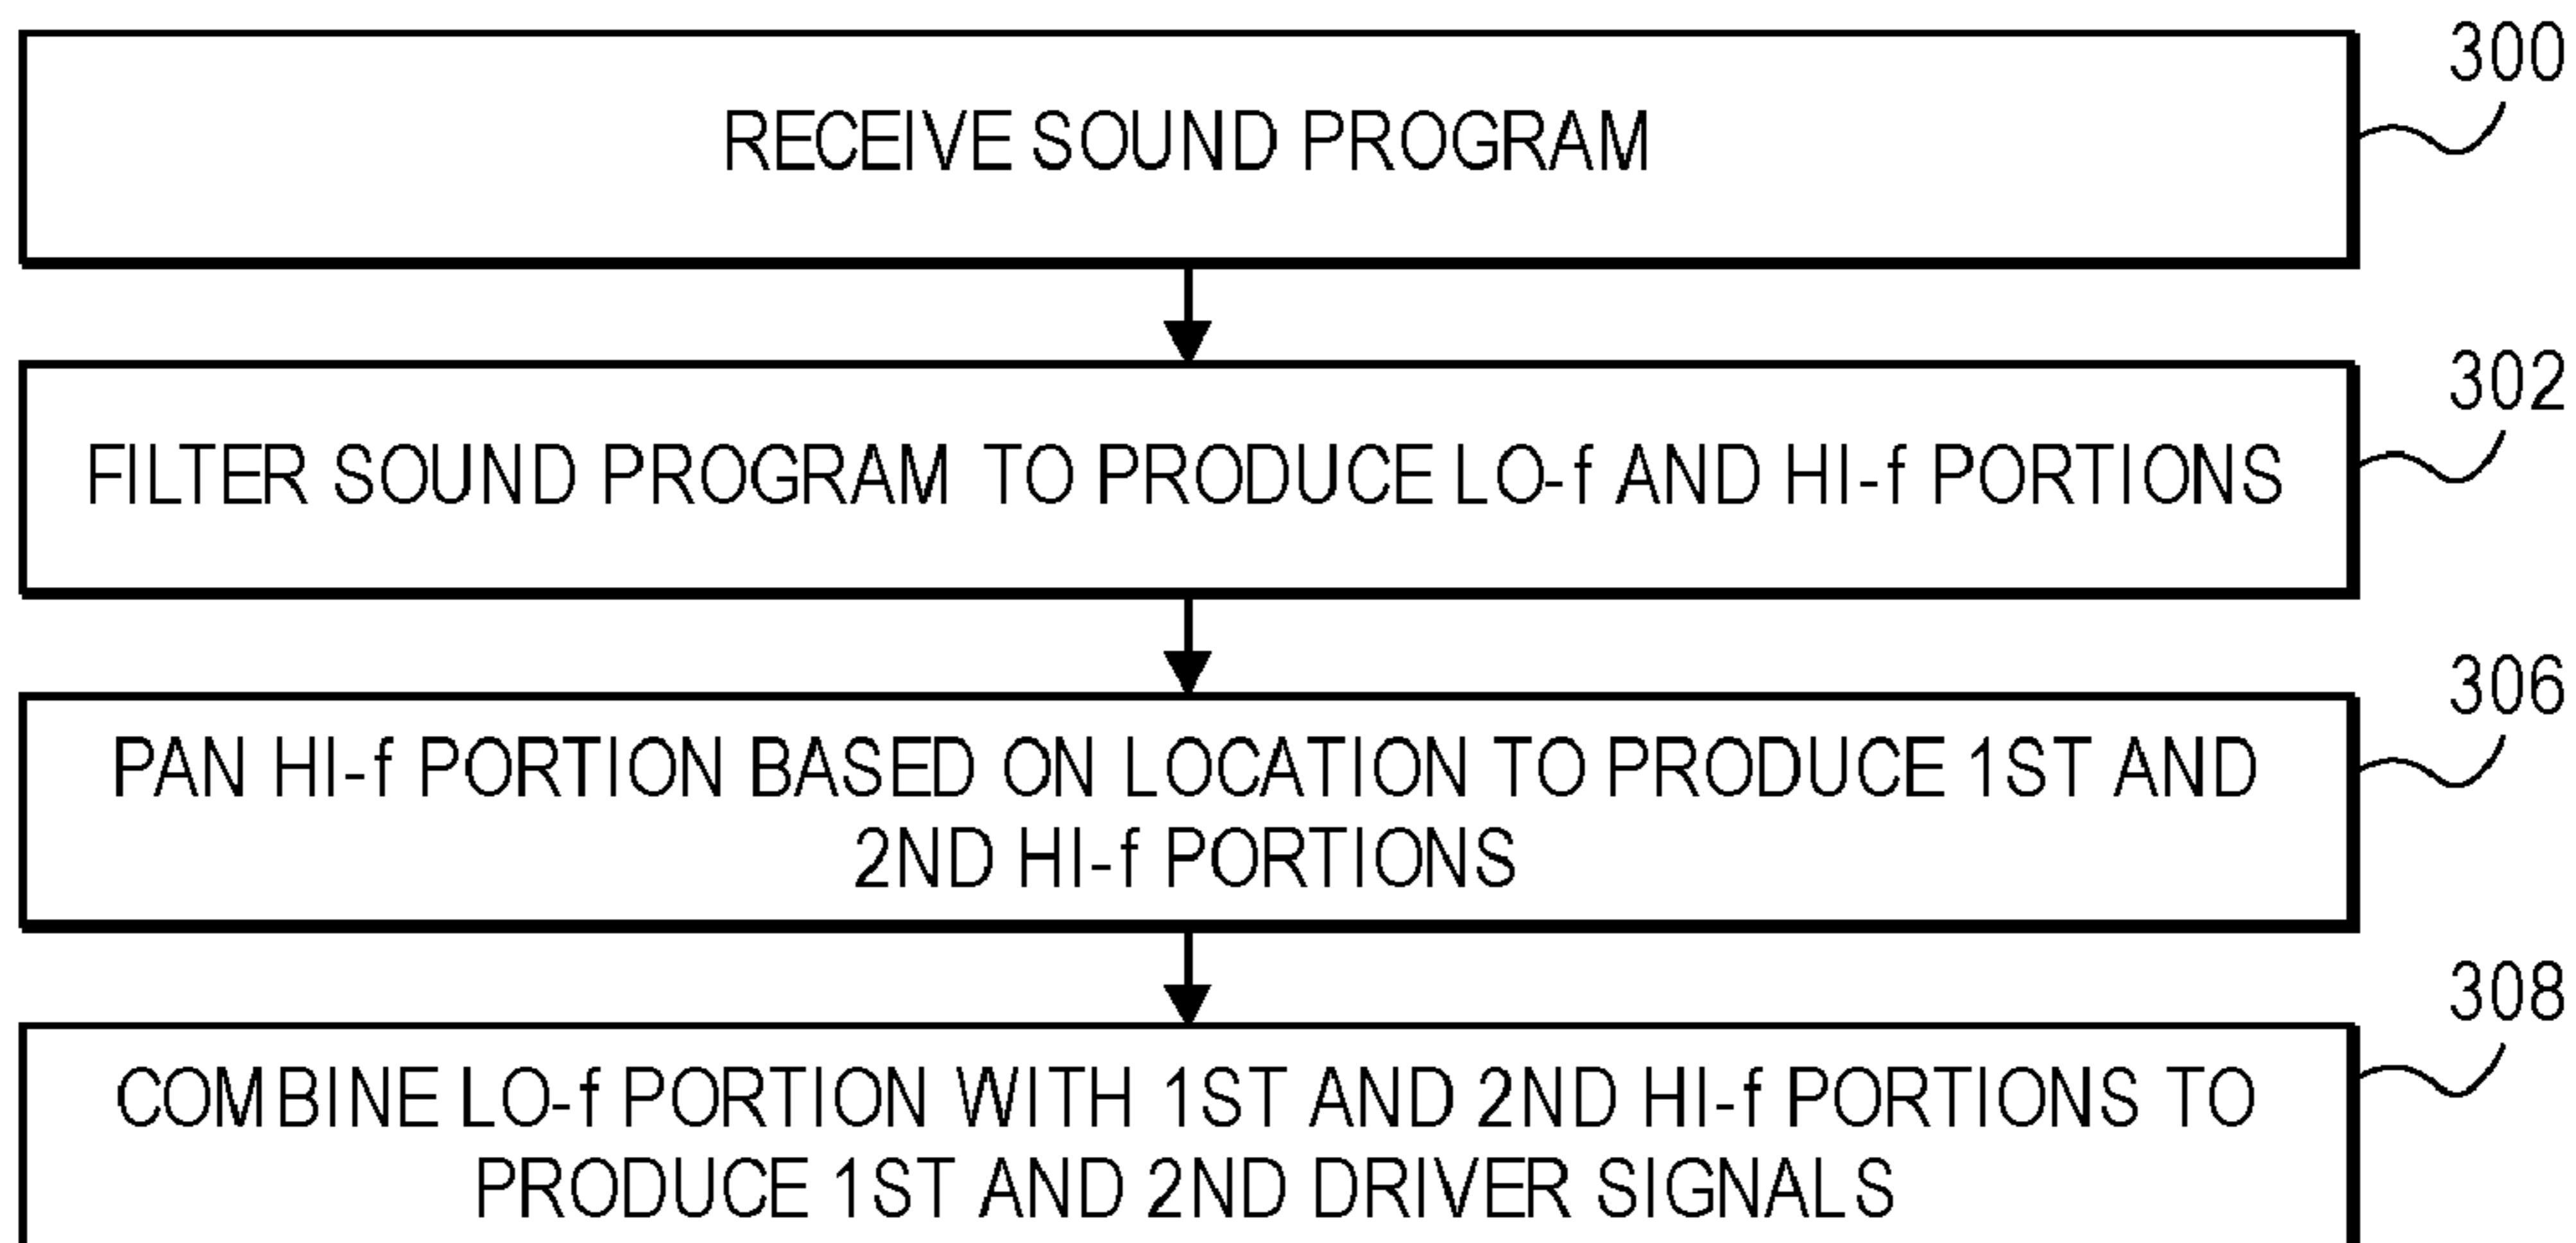 300
RECEIVE SOUND PROGRAM
302
FILTER SOUND PROGRAM TO PRODUCE LO-f AND HI-f PORTIONS
306
PAN HI-f PORTION BASED ON LOCATION TO PRODUCE 1ST AND
2ND HI-f PORTIONS
308
COMBINE LO-f PORTION WITH 1ST AND 2ND HI-f PORTIONS TO
PRODUCE 1ST AND 2ND DRIVER SIGNALS